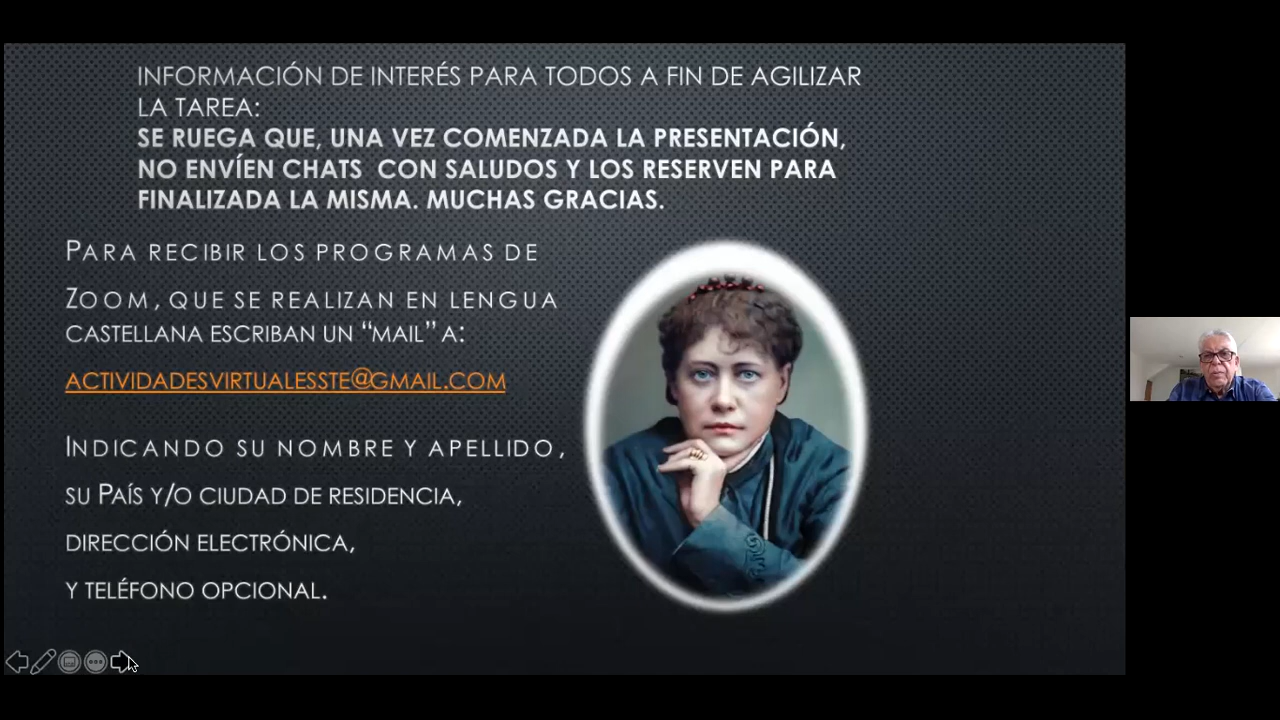 INFORMACIÓN DE INTERÉS PARA TODOS A FIN DE AGILIZAR
LA TAREA:
SE RUEGA QUE, UNA VEZ COMENZADA LA PRESENTACIÓN,
NO ENVÍEN CHATS CON SALUDOS Y LOS RESERVEN PARA
FINALIZADA LA MISMA. MUCHAS GRACIAS.
PARA RECIBIR LOS PROGRAMAS DE
ZOOM, QUE SE REALIZAN EN LENGUA
CASTELLANA ESCRIBAN UN “MAIL” A:
ACTIVIDADESVIRTUALESSTE@GMAIL.COM
INDICANDO SU NOMBRE Y APELLIDO,
SU PAÍS Y/O CIUDAD DE RESIDENCIA,
DIRECCIÓN ELECTRÓNICA,
Y TELÉFONO OPCIONAL.